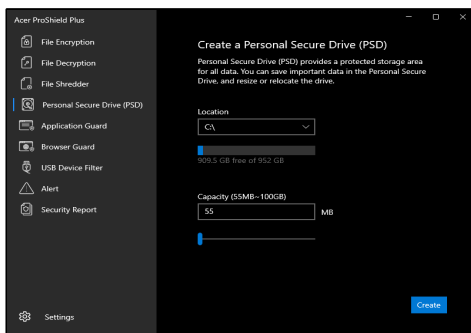 Acer ProShield Plus
File Encryption
File Decryption
File Shredder
Personal Secure Drive (PSD)
Application Guard
Browser Guard
USB Device Filter
Alert
Security Report
Settings
Create a Personal Secure Drive (PSD)
Personal Secure Drive (PSD) provides a protected storage area
for all data. You can save important data in the Personal Secure
Drive, and resize or relocate the drive.
Location
C:\
909.5 GB free of 952 GB
Capacity (55MB~100GB)
55 MB
Create